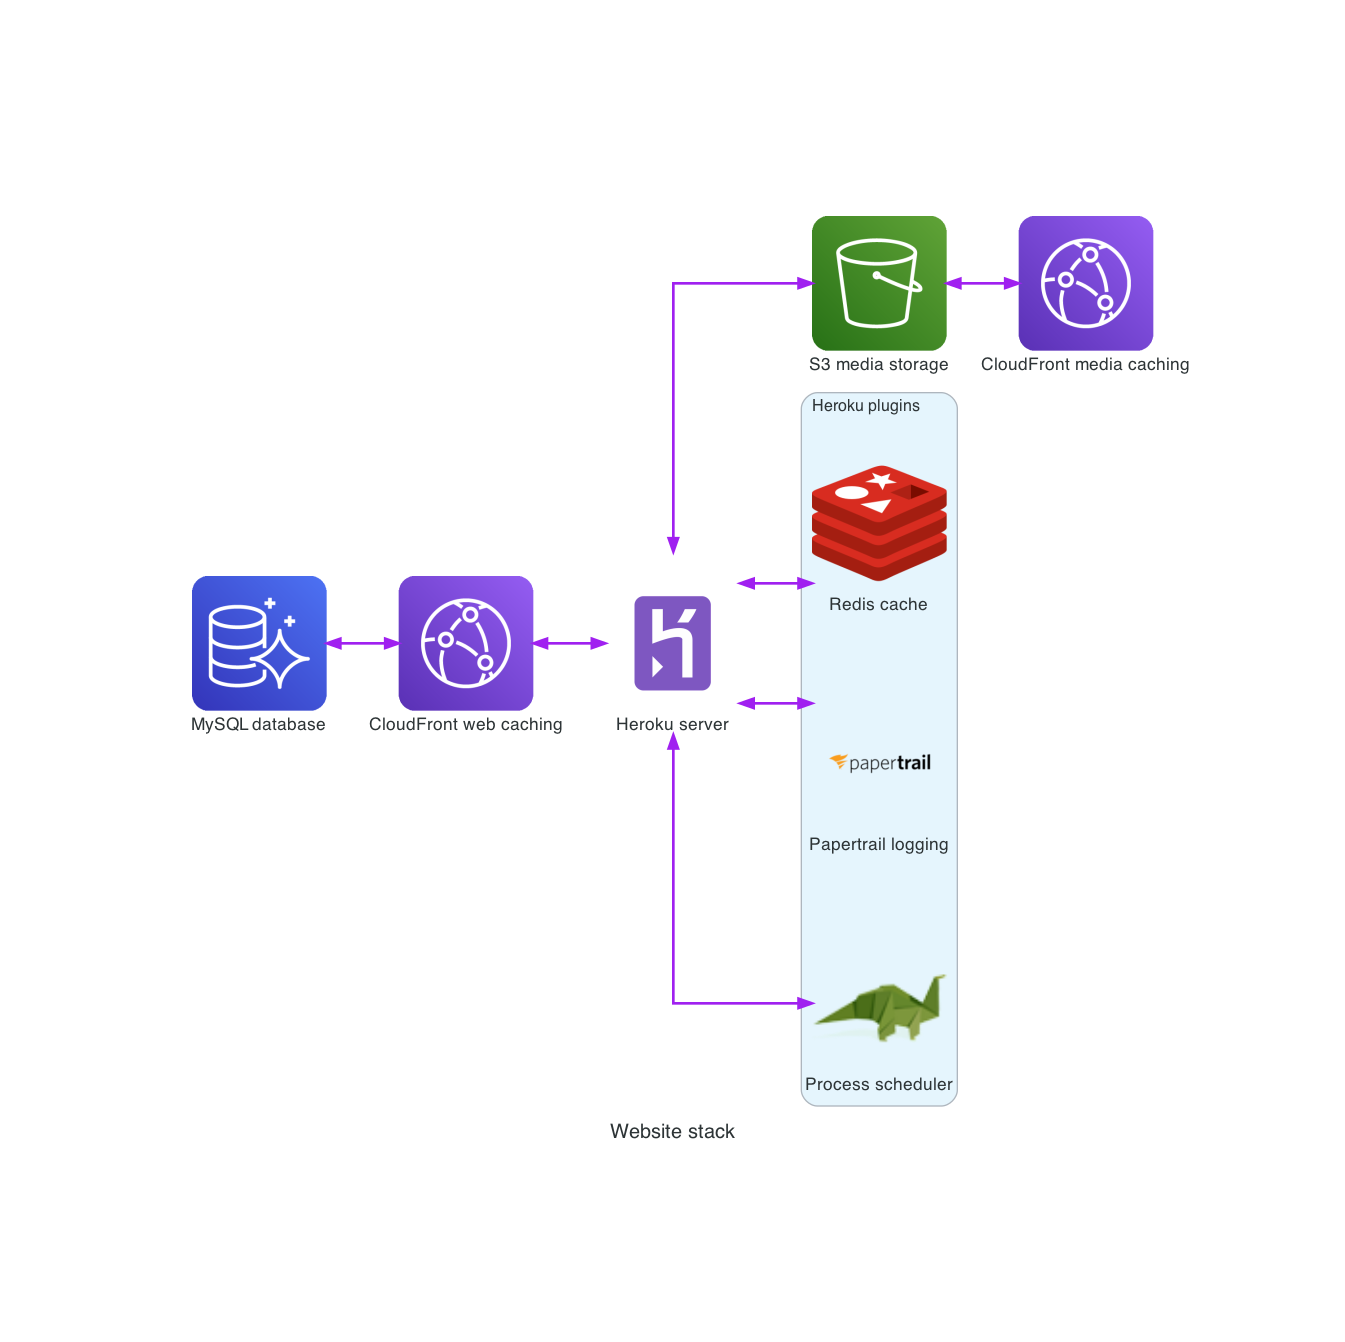 S3 media storage
CloudFront media caching
Heroku plugins
Redis cache
MySQL database
CloudFront web caching
Heroku server
papertrail
Papertrail logging
Process scheduler
Website stack